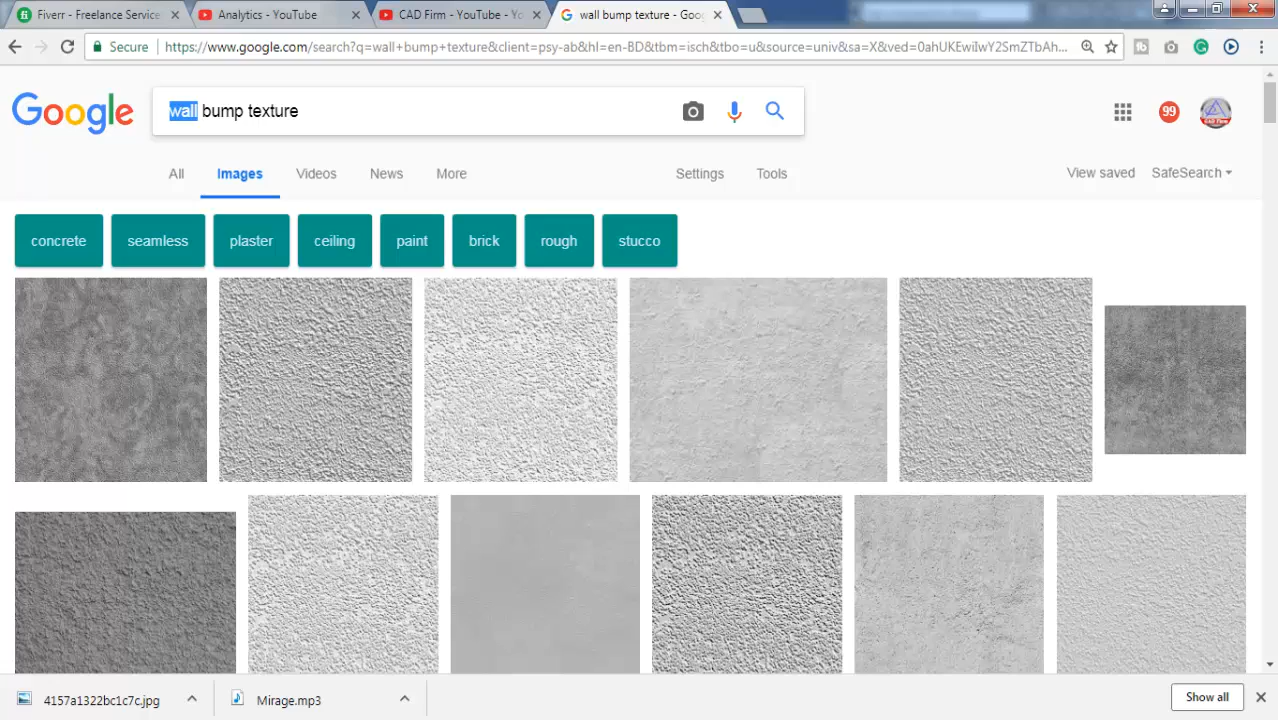 Fiverr - Freelance Service
Analytics - YouTube
CAD Firm - YouTube - Yo
wall bump texture - Goo
Secure
https://www.google.com/search?q=wall+bump+texture&client=psy-ab&hl=en-BD&tbm=isch&tbo=u&source=univ&sa=X&ved=0ahUKEwiIwY2SmZTbAh...
Google
wall bump texture
99
All
Images
Videos
News
More
Settings
Tools
View saved
SafeSearch
concrete
seamless
plaster
ceiling
paint
brick
rough
stucco
4157a1322bc1c7c.jpg
Mirage.mp3
Show all